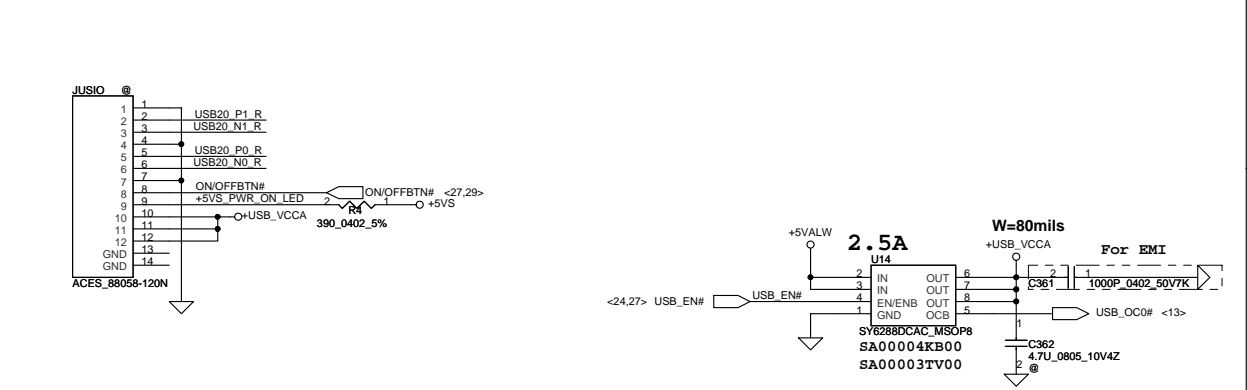 JUSIO @
1 1
2 2 USB20_P1_R
3 3 USB20_N1_R
4 4
5 5 USB20_P0_R
6 6 USB20_N0_R
7 7
8 8 ON/OFFBTN# ON/OFFBTN# <27,29>
9 9 +5VS_PWR_ON_LED 2 R4 1 +5VS
390_0402_5%
10 10 +USB_VCCA
11 11
12 12
GND 13
GND 14
ACES_88058-120N
W=80mils
+5VALW
2.5A
+USB_VCCA
For EMI
U14
2 IN OUT 6
3 IN OUT 7
4 EN/ENB OUT 8
1 GND OCB 5
2 1
C361 1000P_0402_50V7K
<24,27> USB_EN# USB_EN#
USB_OC0# <13>
SY6288DCAC_MSOP8
SA00004KB00
SA00003TV00
1
C362
4.7U_0805_10V4Z
2 @